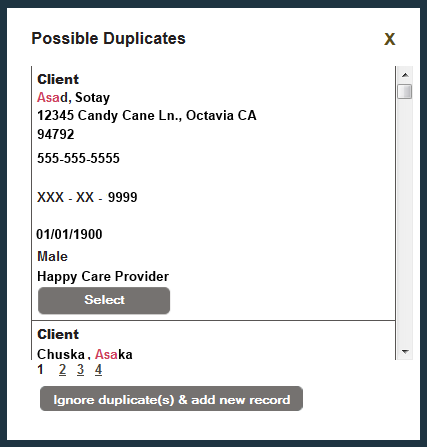 Possible Duplicates X
Client
Asad, Sotay
12345 Candy Cane Ln., Octavia CA
94792
555-555-5555
XXX - XX - 9999
01/01/1900
Male
Happy Care Provider
Select
Client
Chuska , Asaka
1 2 3 4
Ignore duplicate(s) & add new record